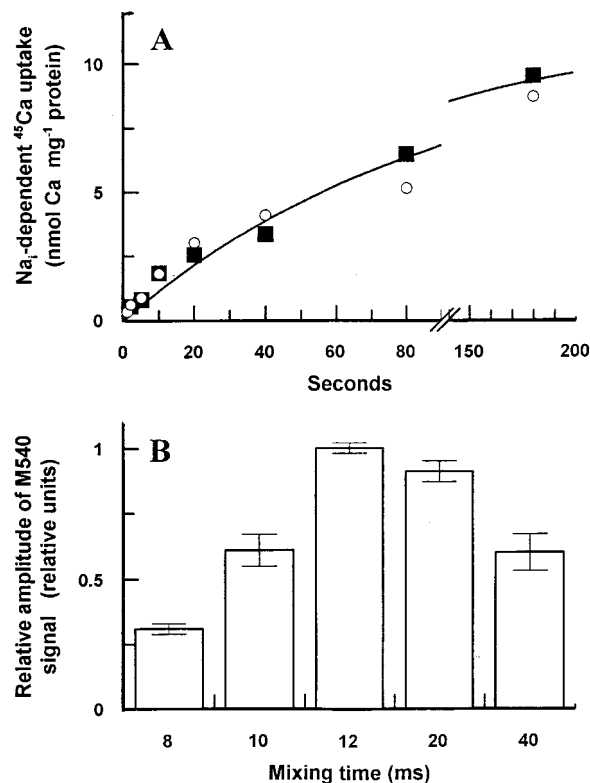 A
Na_i-dependent ⁴⁵Ca uptake
(nmol Ca mg⁻¹ protein)
10
5
0
0 20 40 60 80 150 200
Seconds
B
Relative amplitude of M540
signal (relative units)
1
0.5
0
8 10 12 20 40
Mixing time (ms)